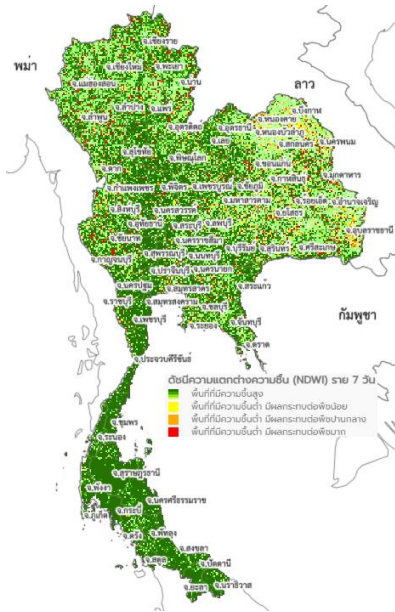 จ.เชียงราย
พม่า
จ.เชียงใหม่
จ.พะเยา
จ.แม่ฮ่องสอน
จ.น่าน
ลาว
จ.ลำปาง
จ.แพร่
จ.บึงกาฬ
จ.ลำพูน
จ.อุตรดิตถ์
จ.อุดรธานี
จ.หนองคาย
จ.เลย
จ.หนองบัวลำภู
จ.นครพนม
จ.สุโขทัย
จ.สกลนคร
จ.พิษณุโลก
จ.ตาก
จ.ขอนแก่น
จ.มุกดาหาร
จ.กำแพงเพชร
จ.พิจิตร
จ.เพชรบูรณ์
จ.ชัยภูมิ
จ.กาฬสินธุ์
จ.มหาสารคาม
จ.ร้อยเอ็ด
จ.อำนาจเจริญ
จ.สิงห์บุรี
จ.นครสวรรค์
จ.ยโสธร
จ.อุทัยธานี
จ.สระบุรี
จ.ลพบุรี
จ.อุบลราชธานี
จ.ชัยนาท
จ.นครราชสีมา
จ.บุรีรัมย์
จ.สุรินทร์
จ.ศรีสะเกษ
จ.กาญจนบุรี
จ.สุพรรณบุรี
จ.นนทบุรี
จ.ปราจีนบุรี
จ.นครนายก
จ.นครปฐม
จ.สมุทรสาคร
จ.สระแก้ว
จ.ราชบุรี
จ.สมุทรสงคราม
จ.ชลบุรี
กัมพูชา
จ.เพชรบุรี
จ.ระยอง
จ.จันทบุรี
จ.ตราด
จ.ประจวบคีรีขันธ์
ดัชนีความแตกต่างความชื้น (NDWI) ราย 7 วัน
พื้นที่ที่มีความชื้นสูง
พื้นที่ที่มีความชื้นต่ำ มีผลกระทบต่อพืชน้อย
พื้นที่ที่มีความชื้นต่ำ มีผลกระทบต่อพืชปานกลาง
พื้นที่ที่มีความชื้นต่ำ มีผลกระทบต่อพืชมาก
จ.ชุมพร
จ.ระนอง
จ.สุราษฎร์ธานี
จ.พังงา
จ.นครศรีธรรมราช
จ.ภูเก็ต
จ.กระบี่
จ.ตรัง
จ.พัทลุง
จ.สงขลา
จ.สตูล
จ.ปัตตานี
จ.ยะลา
จ.นราธิวาส